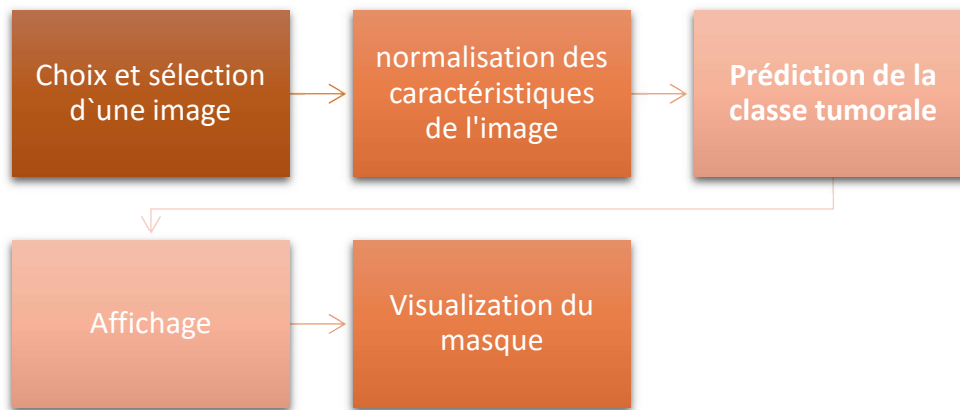 Choix et sélection
d`une image
normalisation des
caractéristiques
de l'image
Prédiction de la
classe tumorale
Affichage
Visualization du
masque